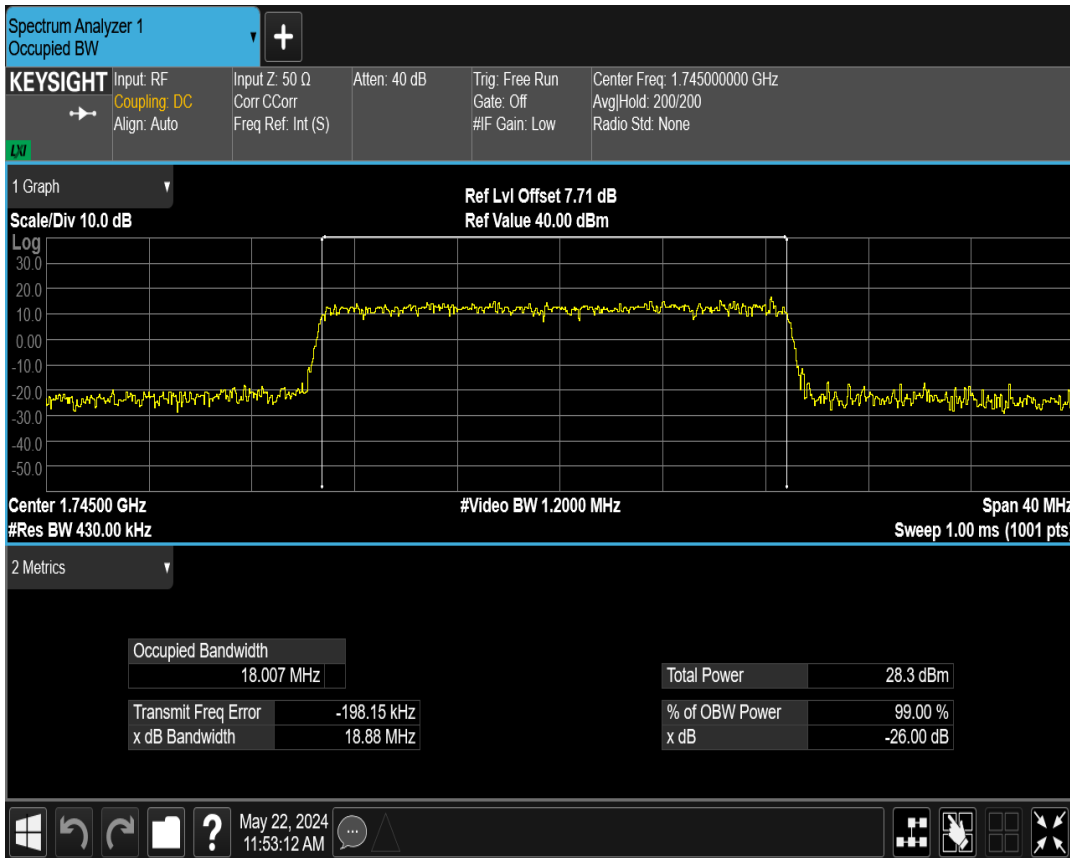 Spectrum Analyzer 1
Occupied BW
+
KEYSIGHT
LXI
Input: RF
Coupling: DC
Align: Auto
Input Z: 50 Ω
Corr CCorr
Freq Ref: Int (S)
Atten: 40 dB
Trig: Free Run
Gate: Off
#IF Gain: Low
Center Freq: 1.745000000 GHz
Avg|Hold: 200/200
Radio Std: None
1 Graph
Scale/Div 10.0 dB
Ref Lvl Offset 7.71 dB
Ref Value 40.00 dBm
Log
30.0
20.0
10.0
0.00
-10.0
-20.0
-30.0
-40.0
-50.0
Center 1.74500 GHz
#Video BW 1.2000 MHz
Span 40 MHz
#Res BW 430.00 kHz
Sweep 1.00 ms (1001 pts)
2 Metrics
Occupied Bandwidth
18.007 MHz
Transmit Freq Error -198.15 kHz
x dB Bandwidth 18.88 MHz
Total Power 28.3 dBm
% of OBW Power 99.00 %
x dB -26.00 dB
?
May 22, 2024
11:53:12 AM